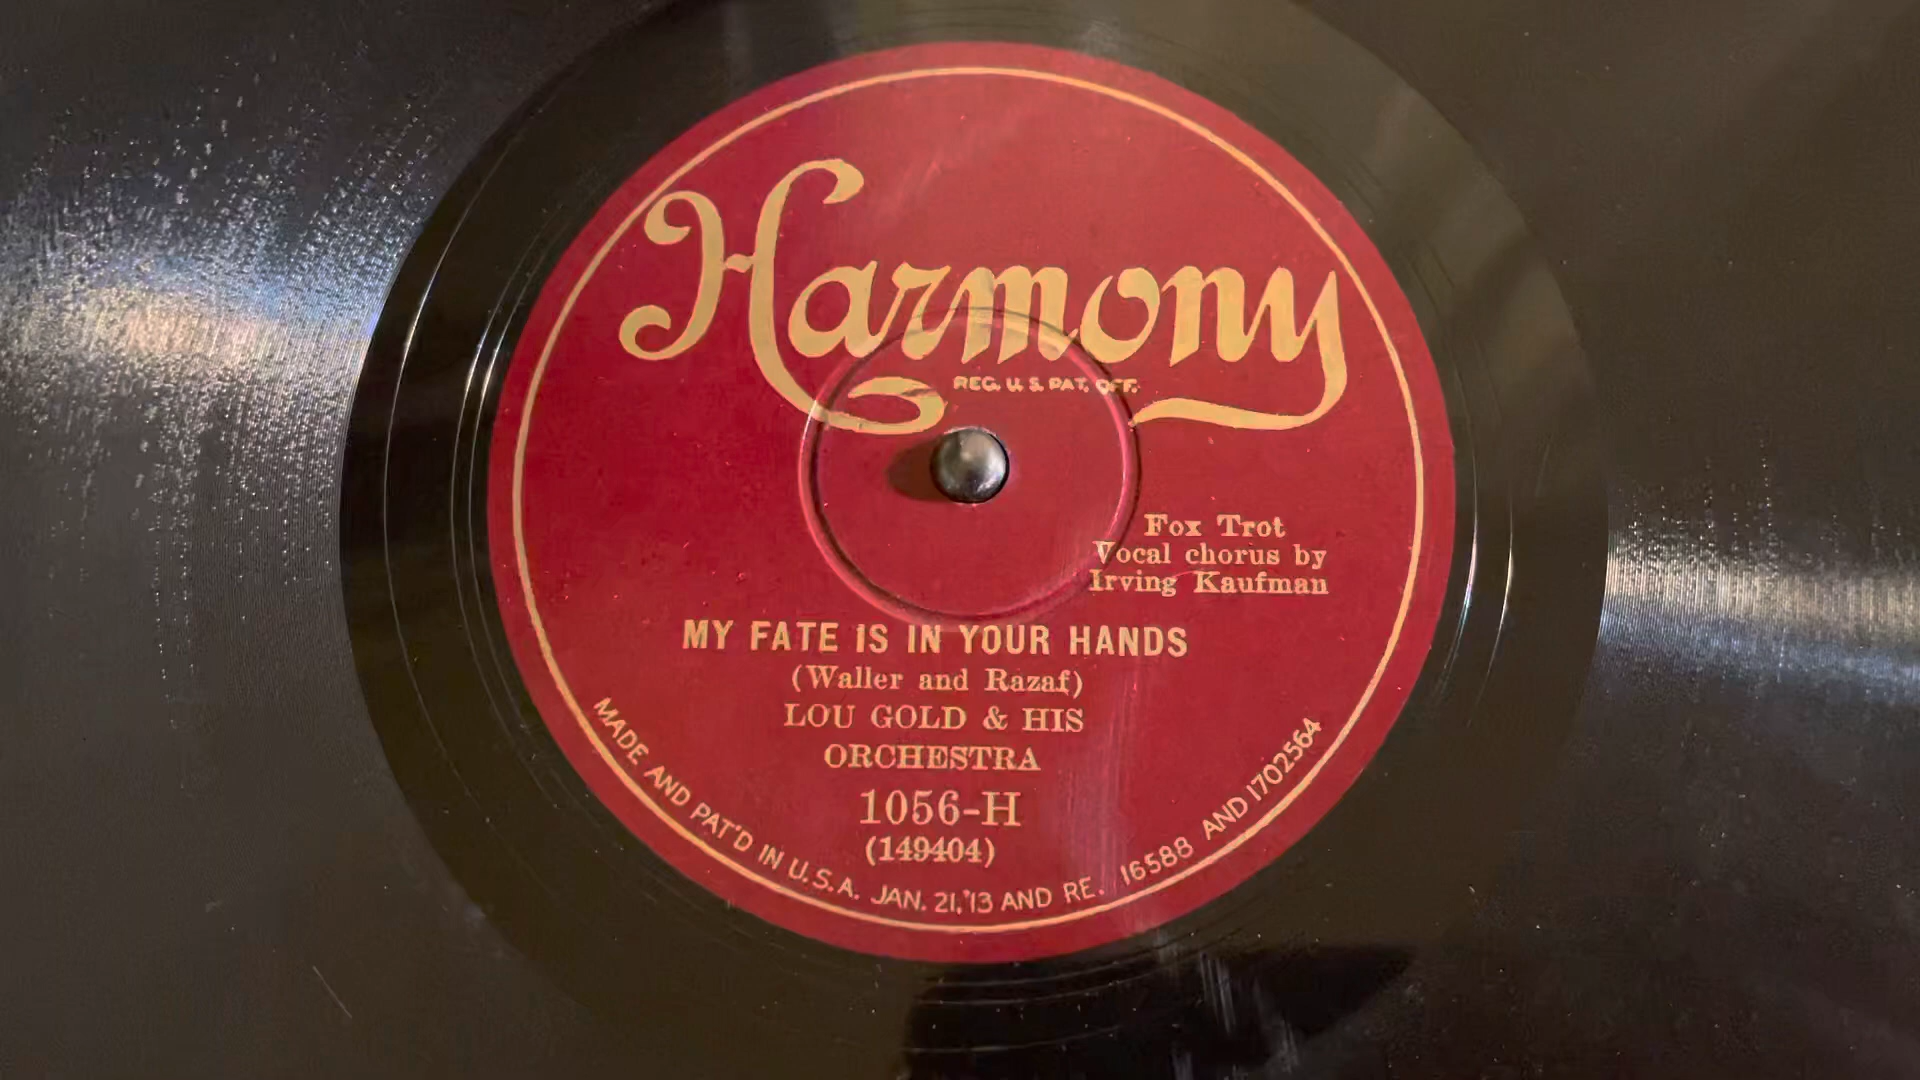 Harmony
REG. U. S. PAT. OFF.
Fox Trot
Vocal chorus by
Irving Kaufman
MY FATE IS IN YOUR HANDS
(Waller and Razaf)
LOU GOLD & HIS
ORCHESTRA
1056-H
(149404)
MADE AND PAT'D IN U.S.A. JAN. 21,'13 AND RE. 16588 AND 1702564